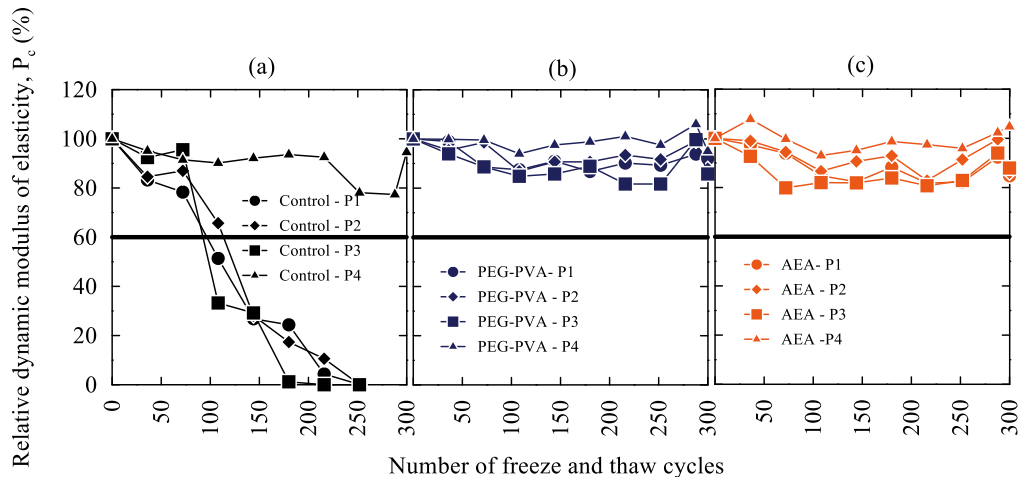 (a) (b) (c)
Relative dynamic modulus of elasticity, P_c (%)
120
100
80
60
40
20
0
Control - P1
Control - P2
Control - P3
Control - P4
PEG-PVA- P1
PEG-PVA - P2
PEG-PVA - P3
PEG-PVA - P4
AEA- P1
AEA - P2
AEA - P3
AEA -P4
0 50 100 150 200 250 300 50 100 150 200 250 300 50 100 150 200 250 300
Number of freeze and thaw cycles